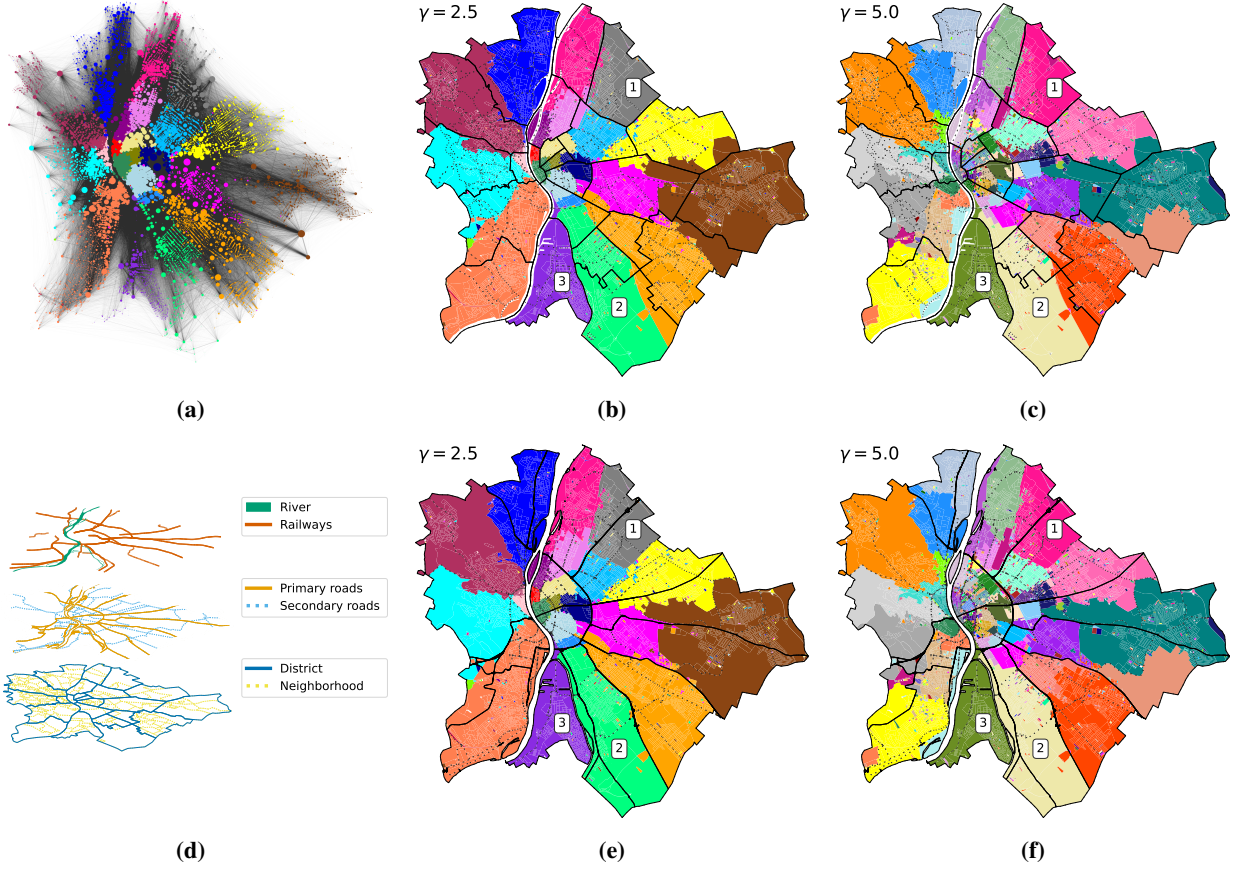 γ = 2.5
γ = 5.0
1
2
3
1
2
3
(a)
(b)
(c)
River
Railways
Primary roads
Secondary roads
District
Neighborhood
γ = 2.5
γ = 5.0
1
2
3
1
2
3
(d)
(e)
(f)